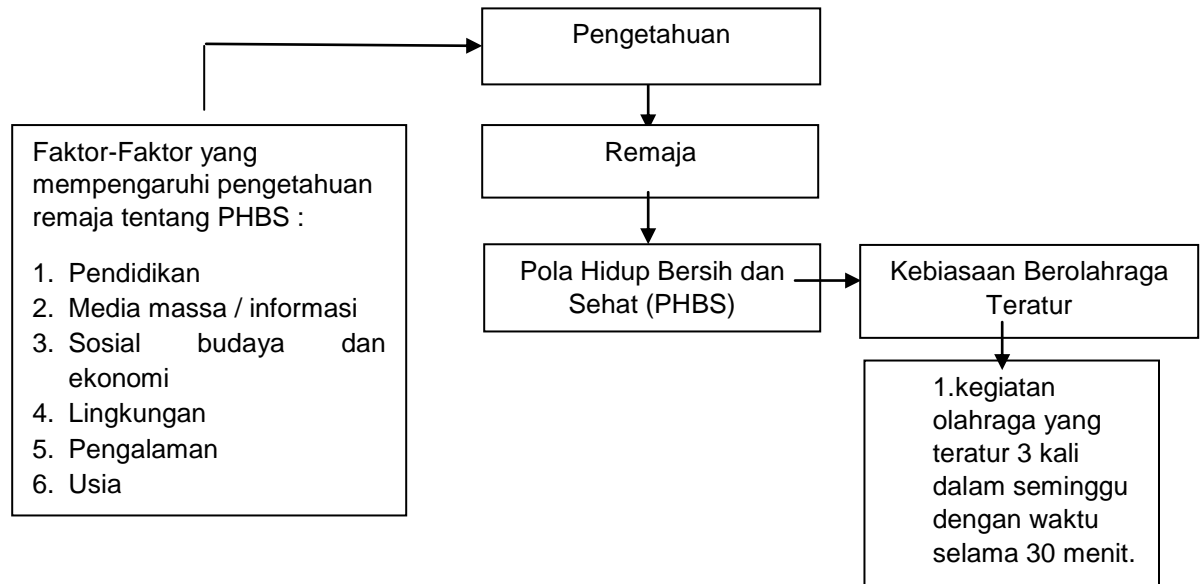 Pengetahuan
Remaja
Faktor-Faktor yang
mempengaruhi pengetahuan
remaja tentang PHBS :
1. Pendidikan
2. Media massa / informasi
3. Sosial budaya dan
ekonomi
4. Lingkungan
5. Pengalaman
6. Usia
Pola Hidup Bersih dan
Sehat (PHBS)
Kebiasaan Berolahraga
Teratur
1.kegiatan
olahraga yang
teratur 3 kali
dalam seminggu
dengan waktu
selama 30 menit.